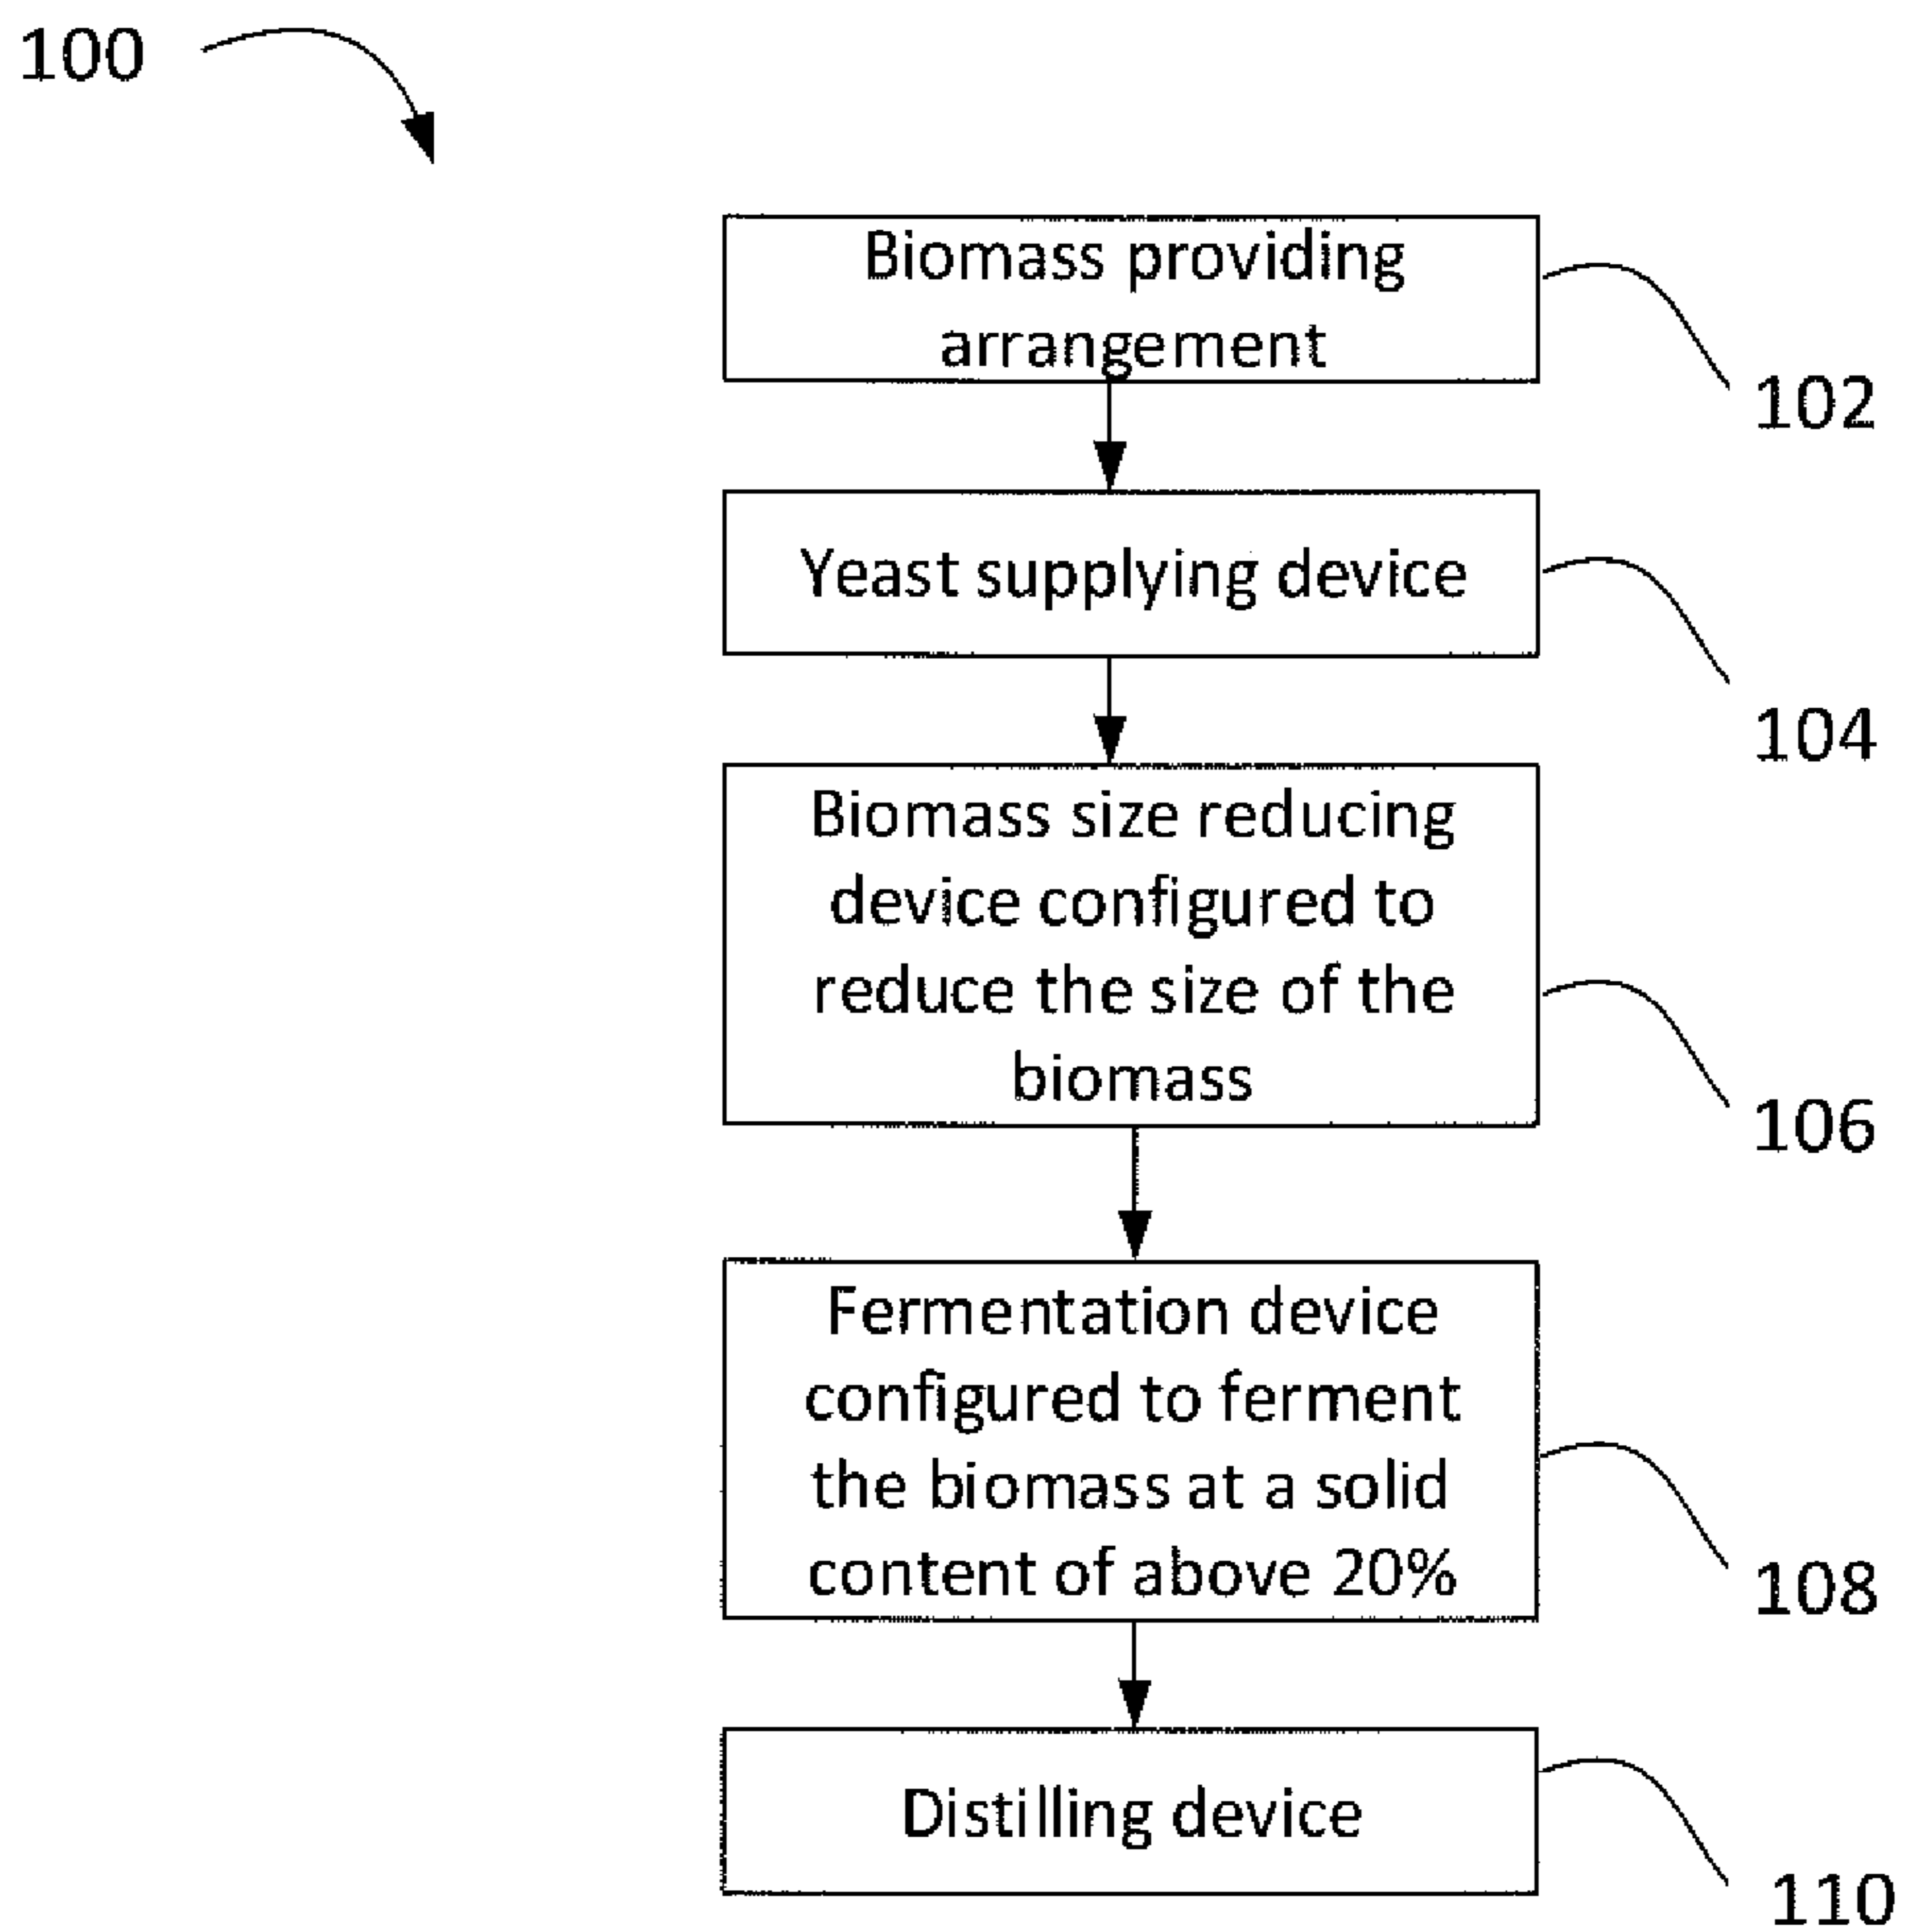 100
Biomass providing
arrangement
102
Yeast supplying device
104
Biomass size reducing
device configured to
reduce the size of the
biomass
106
Fermentation device
configured to ferment
the biomass at a solid
content of above 20%
108
Distilling device
110